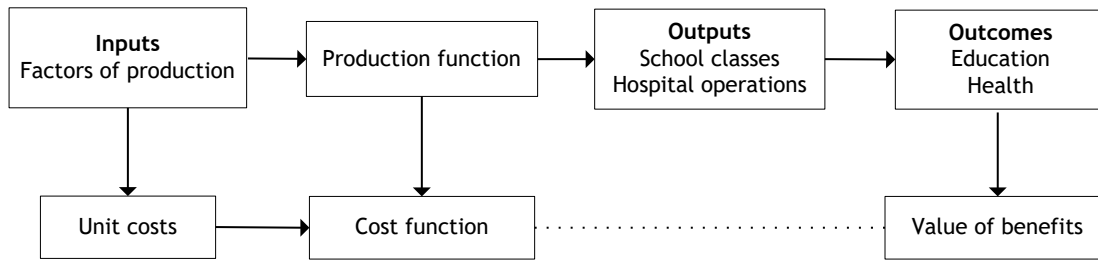 Inputs
Factors of production
Production function
Outputs
School classes
Hospital operations
Outcomes
Education
Health
Unit costs
Cost function
Value of benefits